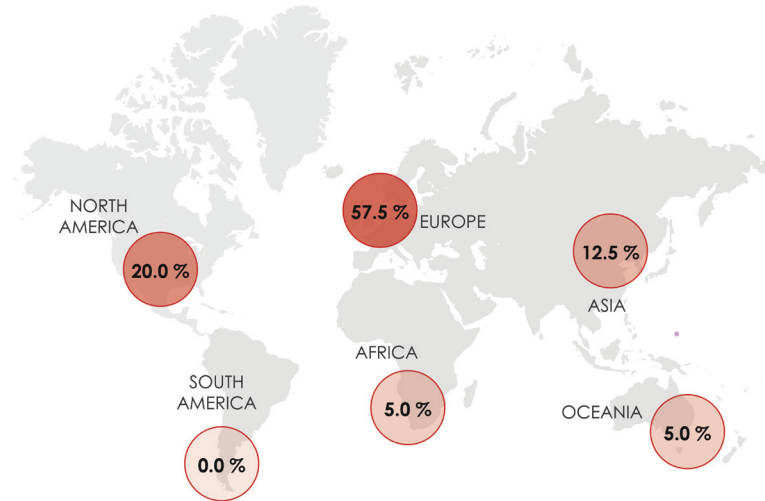 NORTH
AMERICA
20.0 %
57.5 %
EUROPE
12.5 %
ASIA
AFRICA
5.0 %
SOUTH
AMERICA
0.0 %
OCEANIA
5.0 %